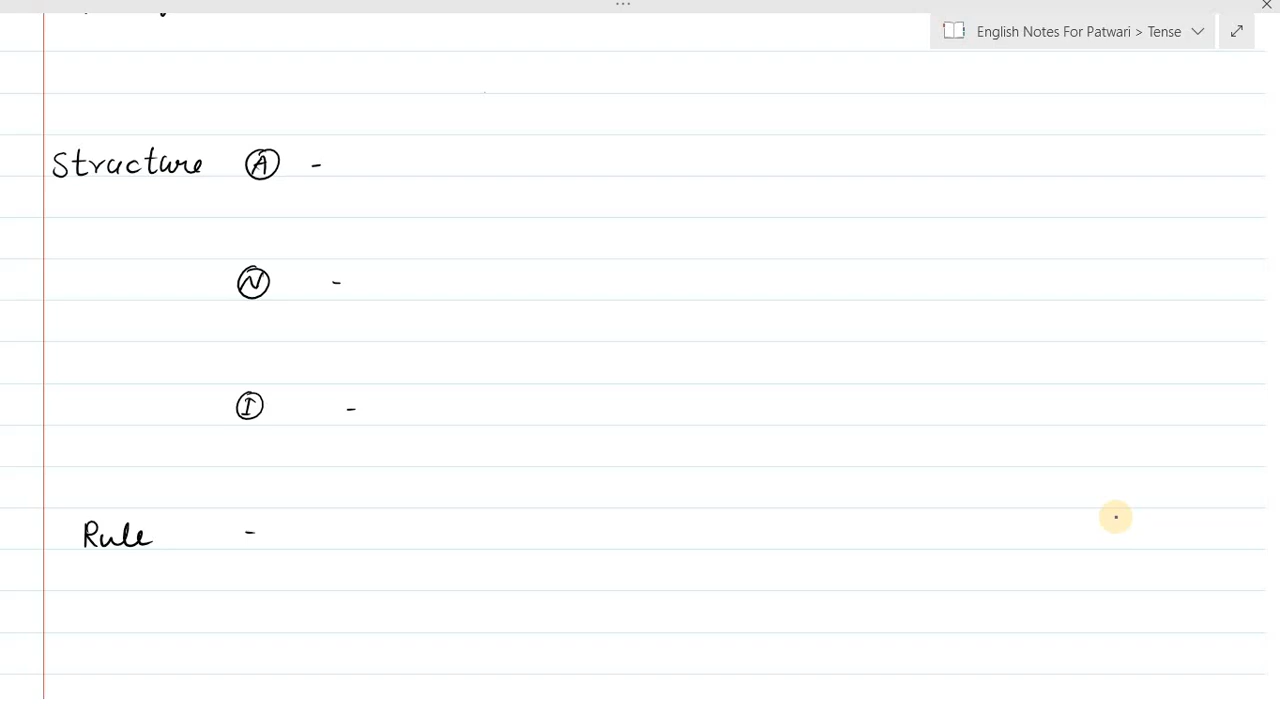 English Notes For Patwari > Tense
Structure A -
N -
I -
Rule -